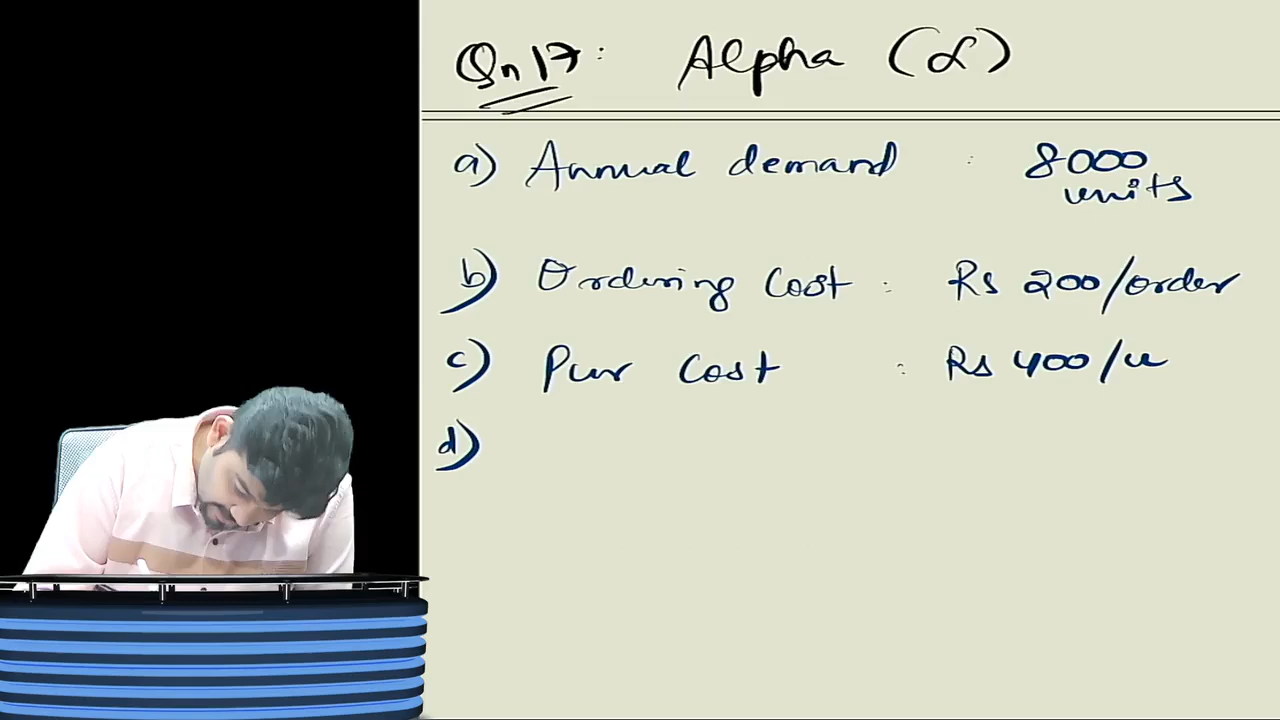 Qn 17: Alpha (α)
a) Annual demand : 8000 units
b) Ordering Cost : Rs 200/order
c) Pur Cost : Rs 400/u
d)